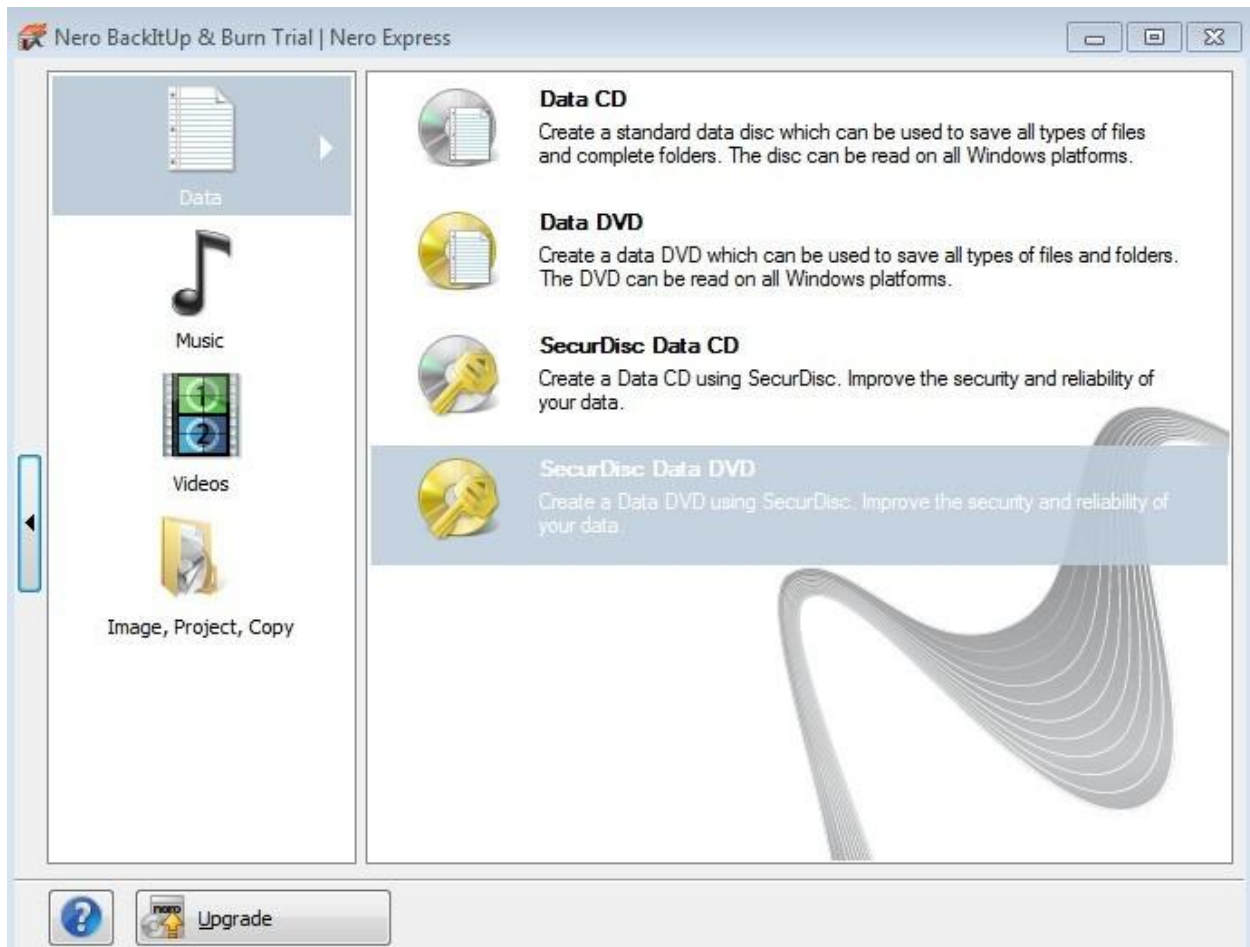 Nero BackItUp & Burn Trial | Nero Express
Data
Music
1
2
Videos
Image, Project, Copy
Data CD
Create a standard data disc which can be used to save all types of files
and complete folders. The disc can be read on all Windows platforms.
Data DVD
Create a data DVD which can be used to save all types of files and folders.
The DVD can be read on all Windows platforms.
SecurDisc Data CD
Create a Data CD using SecurDisc. Improve the security and reliability of
your data.
SecurDisc Data DVD
Create a Data DVD using SecurDisc. Improve the security and reliability of
your data.
?
nero
Upgrade